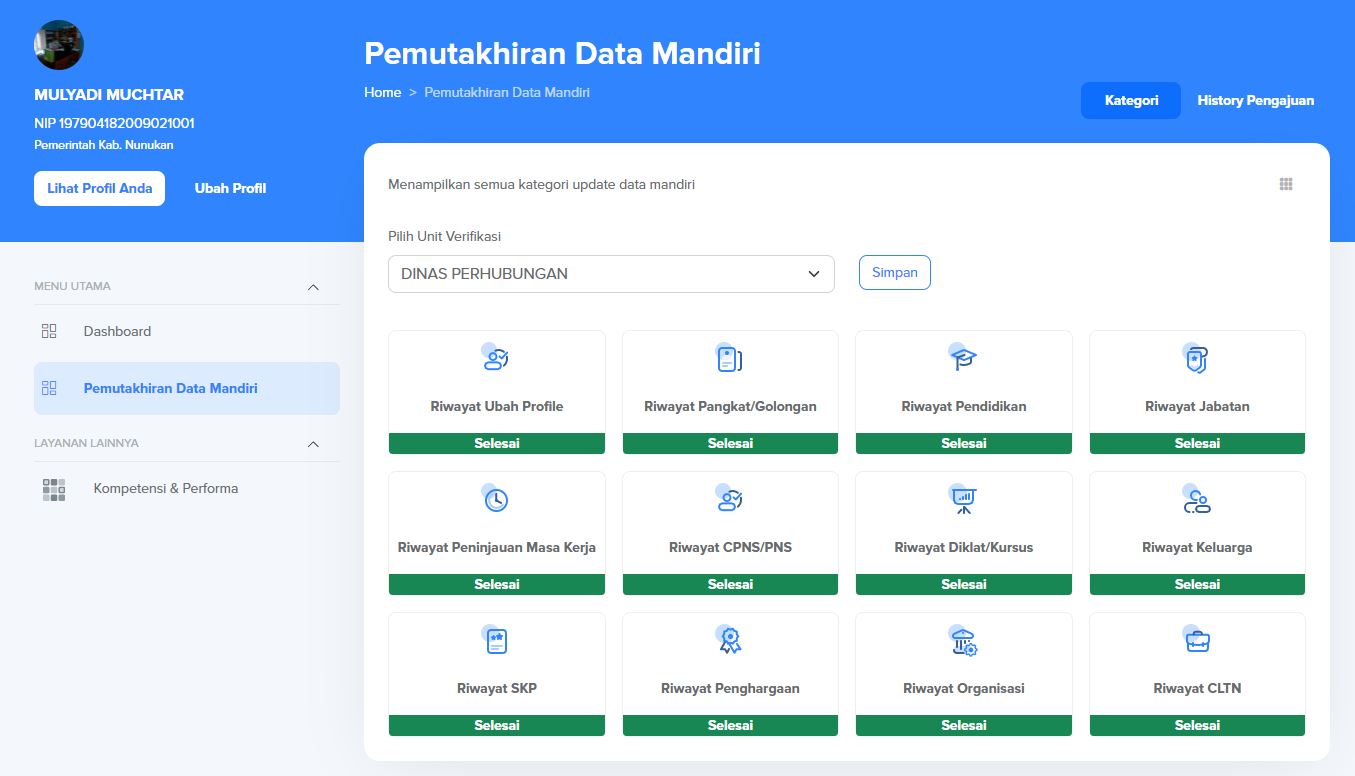 MULYADI MUCHTAR
NIP 197904182009021001
Pemerintah Kab. Nunukan
Lihat Profil Anda
Ubah Profil
MENU UTAMA
Dashboard
Pemutakhiran Data Mandiri
LAYANAN LAINNYA
Kompetensi & Performa
Pemutakhiran Data Mandiri
Home > Pemutakhiran Data Mandiri
Kategori
History Pengajuan
Menampilkan semua kategori update data mandiri
Pilih Unit Verifikasi
DINAS PERHUBUNGAN
Simpan
Riwayat Ubah Profile
Selesai
Riwayat Pangkat/Golongan
Selesai
Riwayat Pendidikan
Selesai
Riwayat Jabatan
Selesai
Riwayat Peninjauan Masa Kerja
Selesai
Riwayat CPNS/PNS
Selesai
Riwayat Diklat/Kursus
Selesai
Riwayat Keluarga
Selesai
Riwayat SKP
Selesai
Riwayat Penghargaan
Selesai
Riwayat Organisasi
Selesai
Riwayat CLTN
Selesai